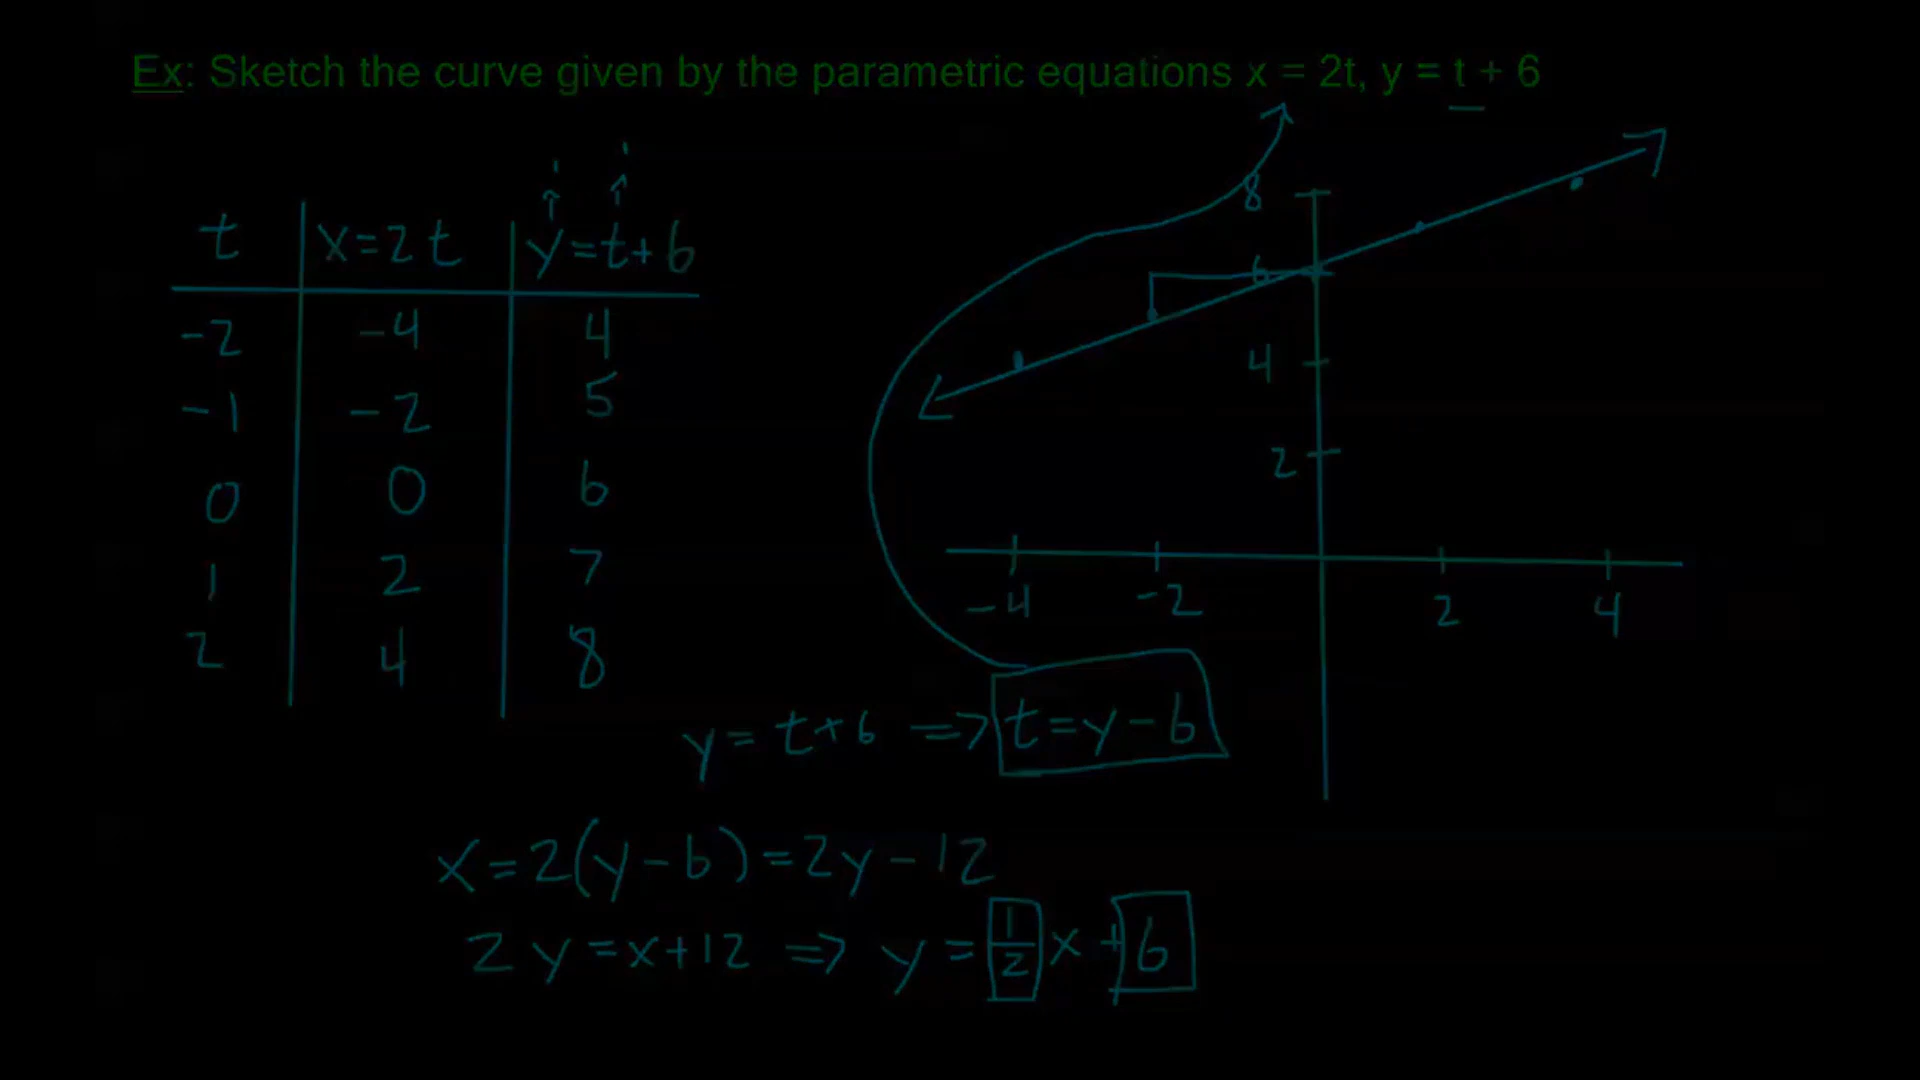 Ex: Sketch the curve given by the parametric equations x = 2t, y = t + 6
t x=2t y=t+6
-2 -4 4
-1 -2 5
0 0 6
1 2 7
2 4 8
8
6
4
2
-4 -2 2 4
y = t+6 => t=y-6
x=2(y-6)=2y-12
2y=x+12 => y=1/2x+6